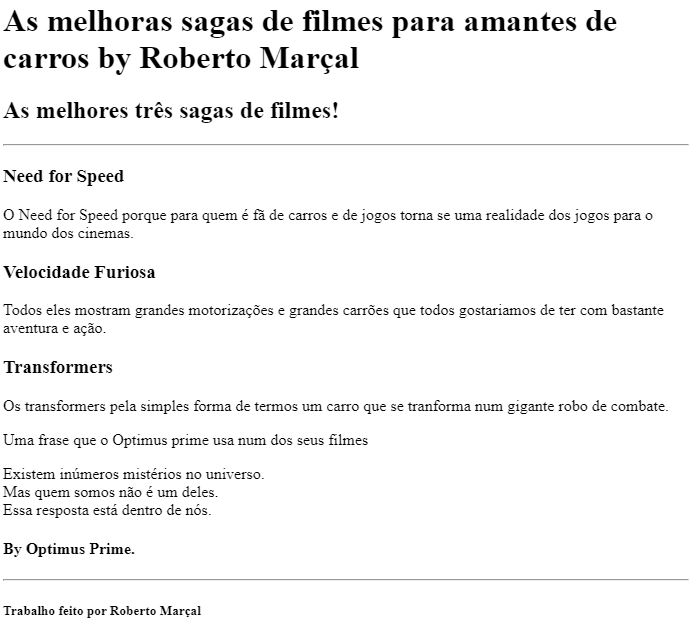 As melhoras sagas de filmes para amantes de
carros by Roberto Marçal
As melhores três sagas de filmes!
Need for Speed
O Need for Speed porque para quem é fã de carros e de jogos torna se uma realidade dos jogos para o
mundo dos cinemas.
Velocidade Furiosa
Todos eles mostram grandes motorizações e grandes carrões que todos gostariamos de ter com bastante
aventura e ação.
Transformers
Os transformers pela simples forma de termos um carro que se tranforma num gigante robo de combate.
Uma frase que o Optimus prime usa num dos seus filmes
Existem inúmeros mistérios no universo.
Mas quem somos não é um deles.
Essa resposta está dentro de nós.
By Optimus Prime.
Trabalho feito por Roberto Marçal